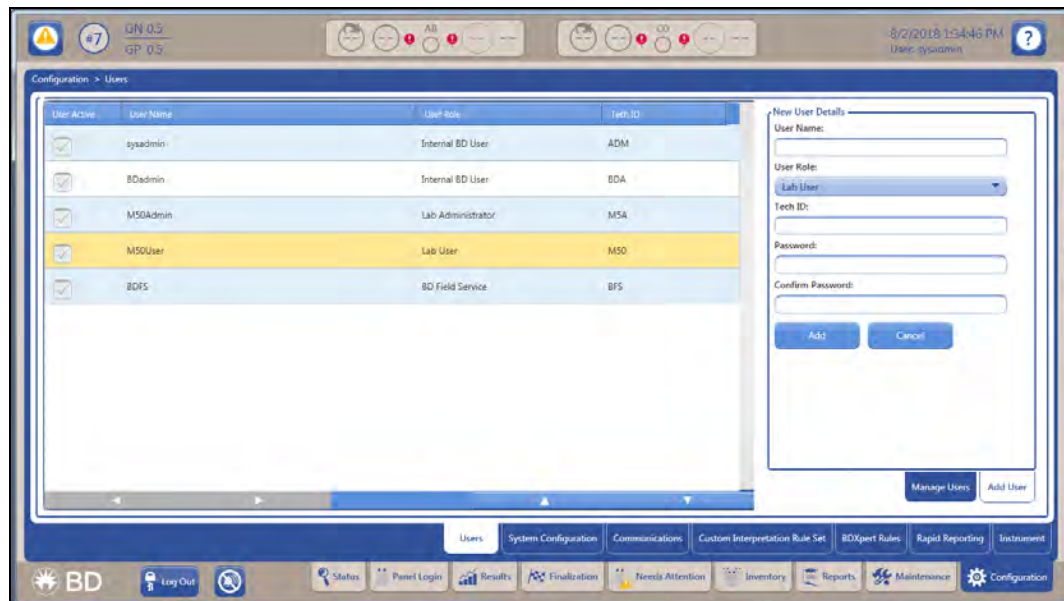 #7
GN 0.5
GP 0.5
AB
CD
8/2/2018 1:34:46 PM
User: sysadmin
?
Configuration > Users
User Active User Name User Role Tech ID
sysadmin Internal BD User ADM
BDadmin Internal BD User BDA
M50Admin Lab Administrator M5A
M50User Lab User M50
BDFS BD Field Service BFS
New User Details
User Name:
User Role:
Lab User
Tech ID:
Password:
Confirm Password:
Add Cancel
Manage Users Add User
Users System Configuration Communications Custom Interpretation Rule Set BDXpert Rules Rapid Reporting Instrument
BD Log Out Status Panel Login Results Finalization Needs Attention Inventory Reports Maintenance Configuration